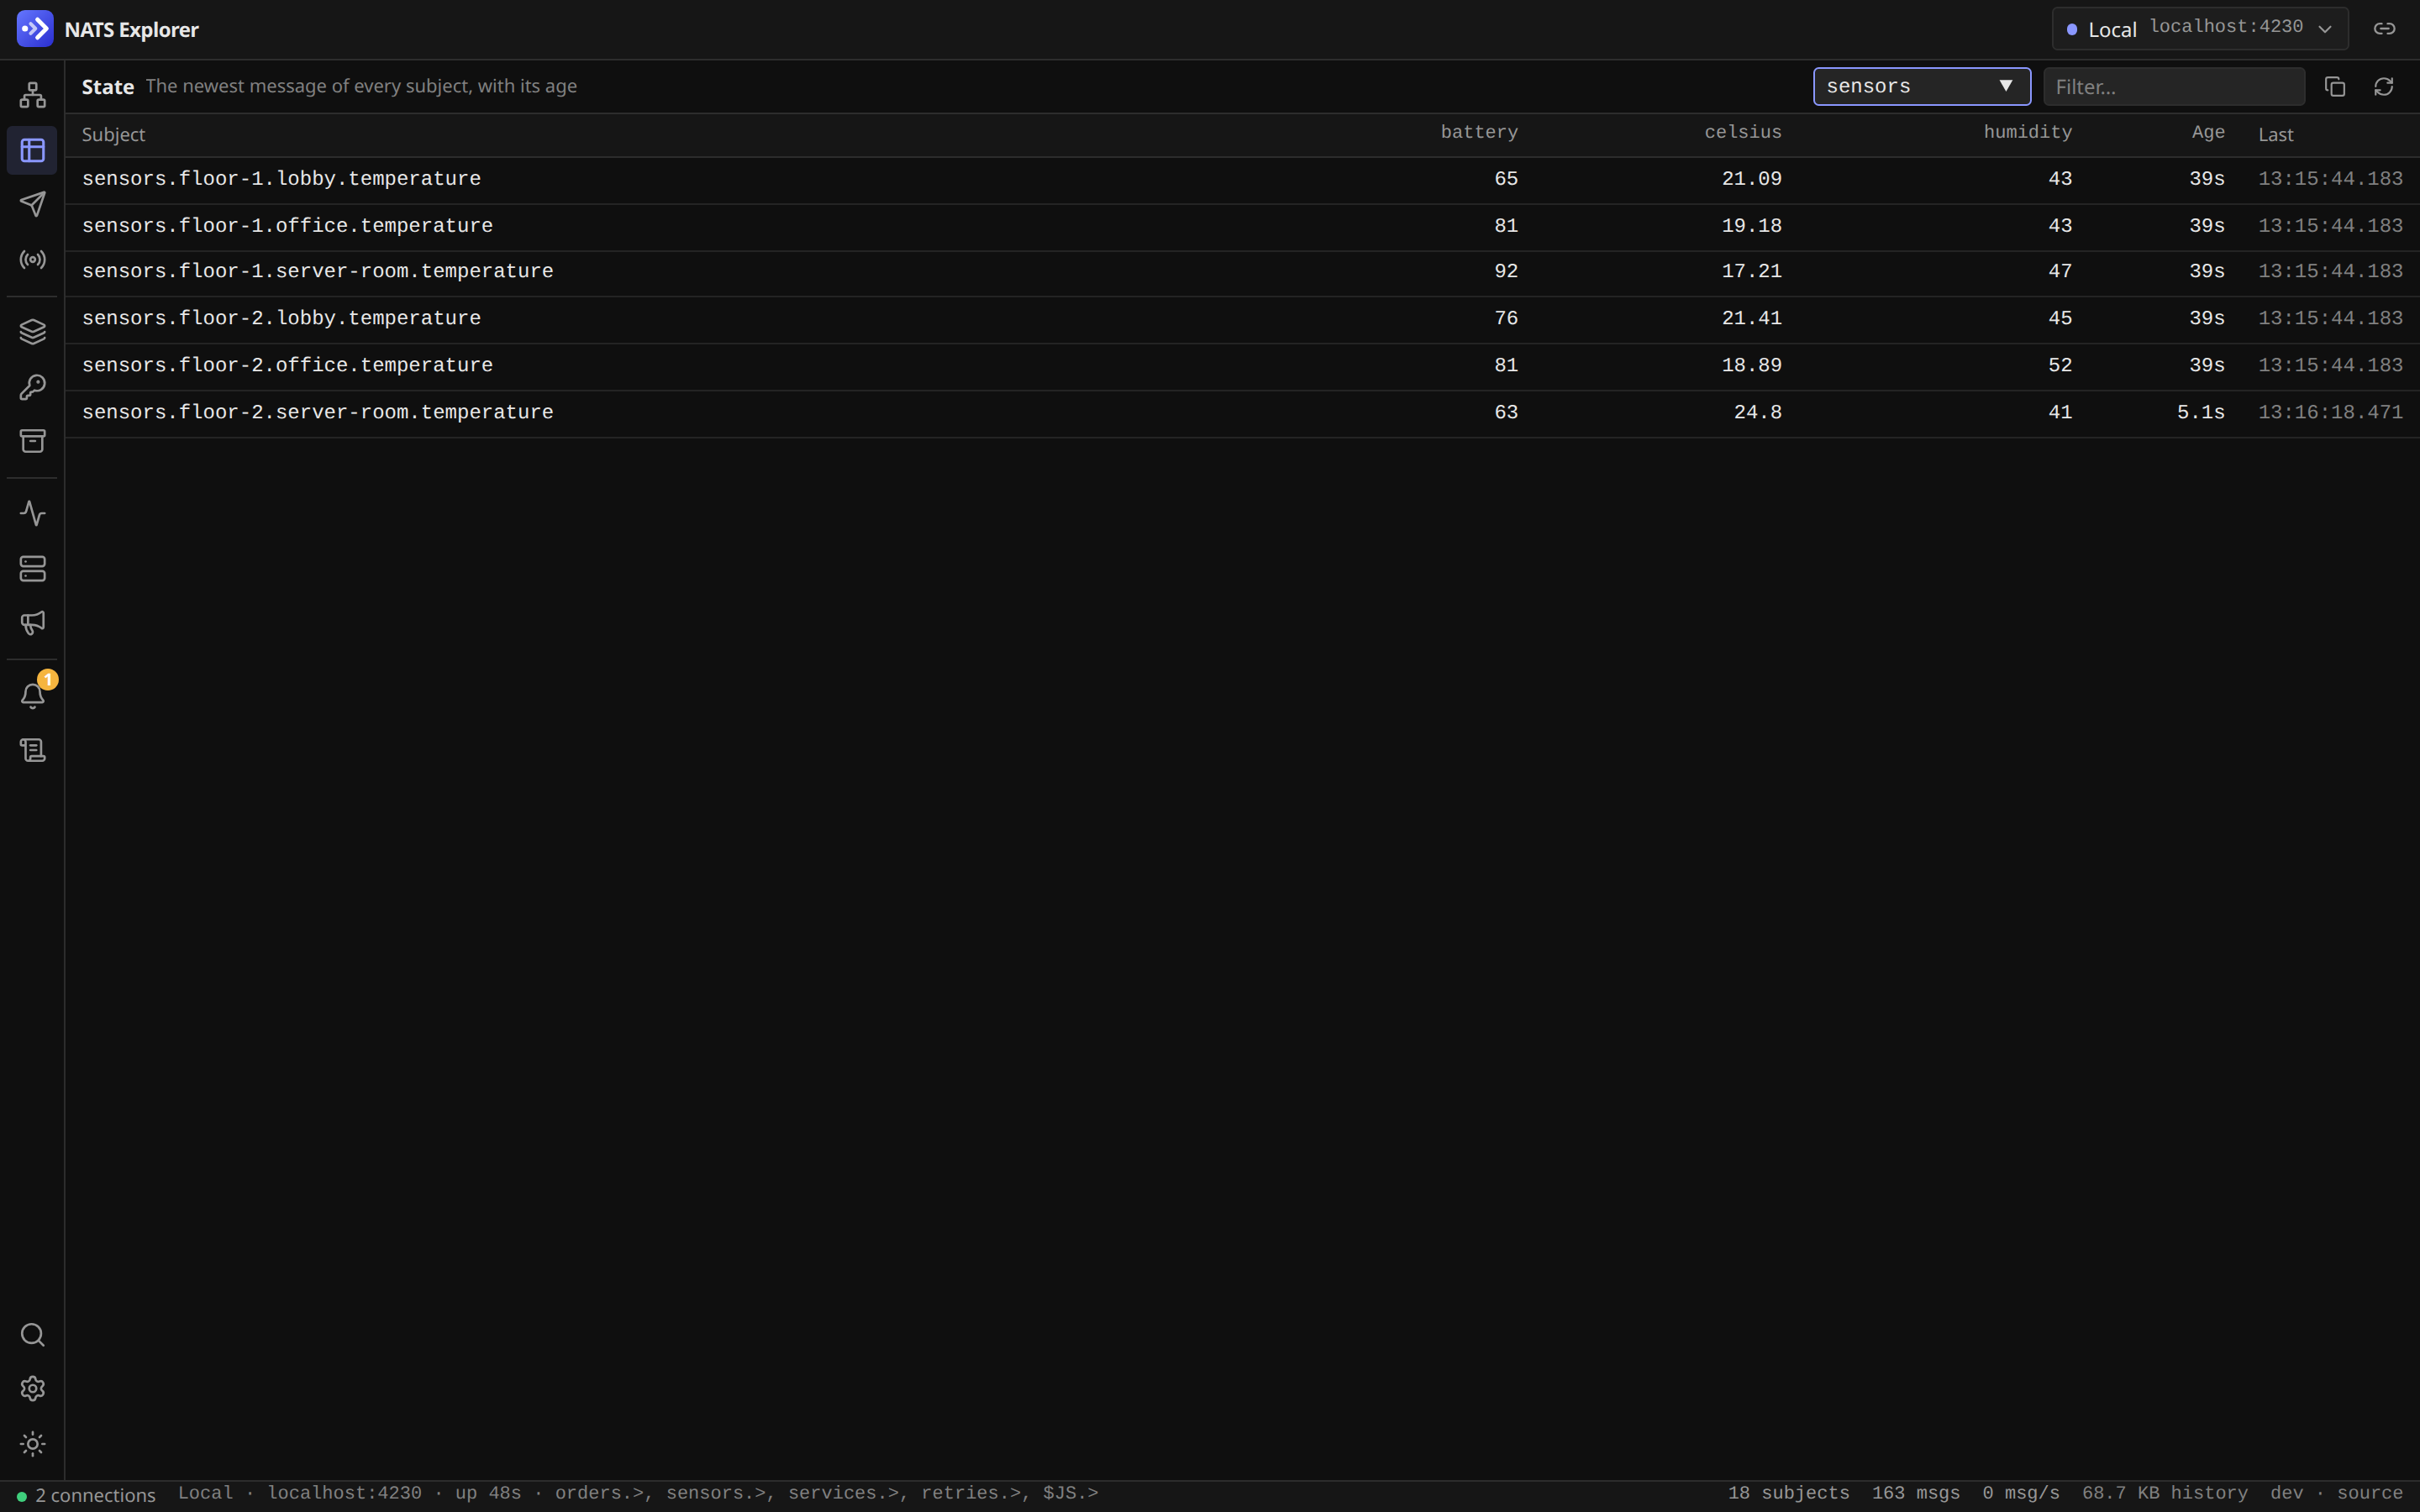 NATS Explorer
Local localhost:4230
State The newest message of every subject, with its age
sensors
Filter...
Subject battery celsius humidity Age Last
sensors.floor-1.lobby.temperature 65 21.09 43 39s 13:15:44.183
sensors.floor-1.office.temperature 81 19.18 43 39s 13:15:44.183
sensors.floor-1.server-room.temperature 92 17.21 47 39s 13:15:44.183
sensors.floor-2.lobby.temperature 76 21.41 45 39s 13:15:44.183
sensors.floor-2.office.temperature 81 18.89 52 39s 13:15:44.183
sensors.floor-2.server-room.temperature 63 24.8 41 5.1s 13:16:18.471
1
2 connections Local · localhost:4230 · up 48s · orders.>, sensors.>, services.>, retries.>, $JS.> 18 subjects 163 msgs 0 msg/s 68.7 KB history dev · source